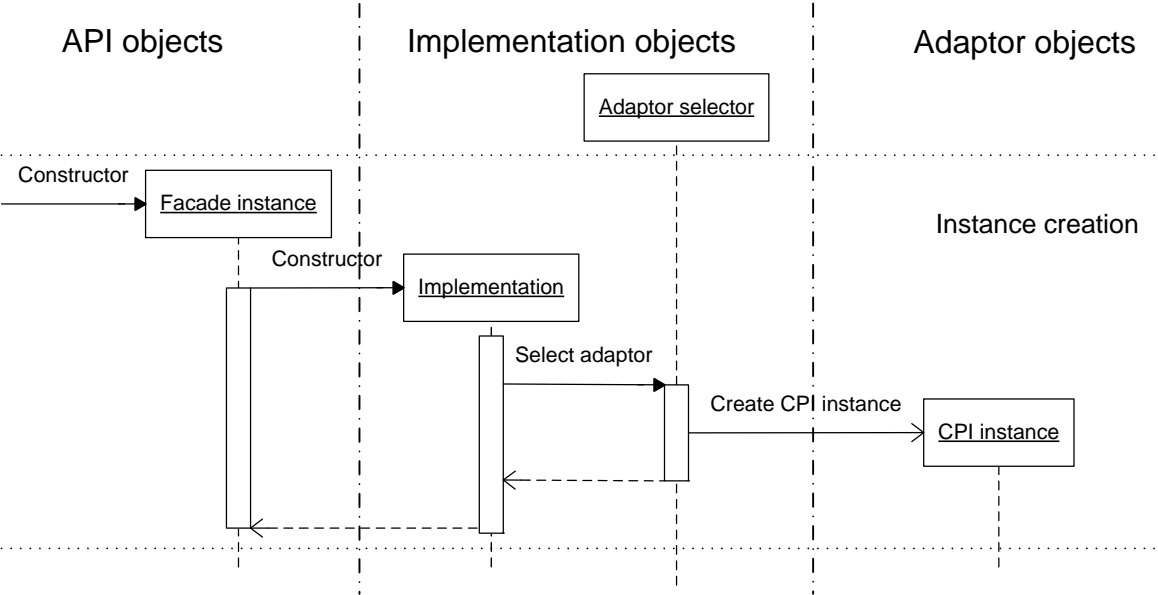 API objects
Implementation objects
Adaptor objects
Adaptor selector
Constructor
Facade instance
Instance creation
Constructor
Implementation
Select adaptor
Create CPI instance
CPI instance